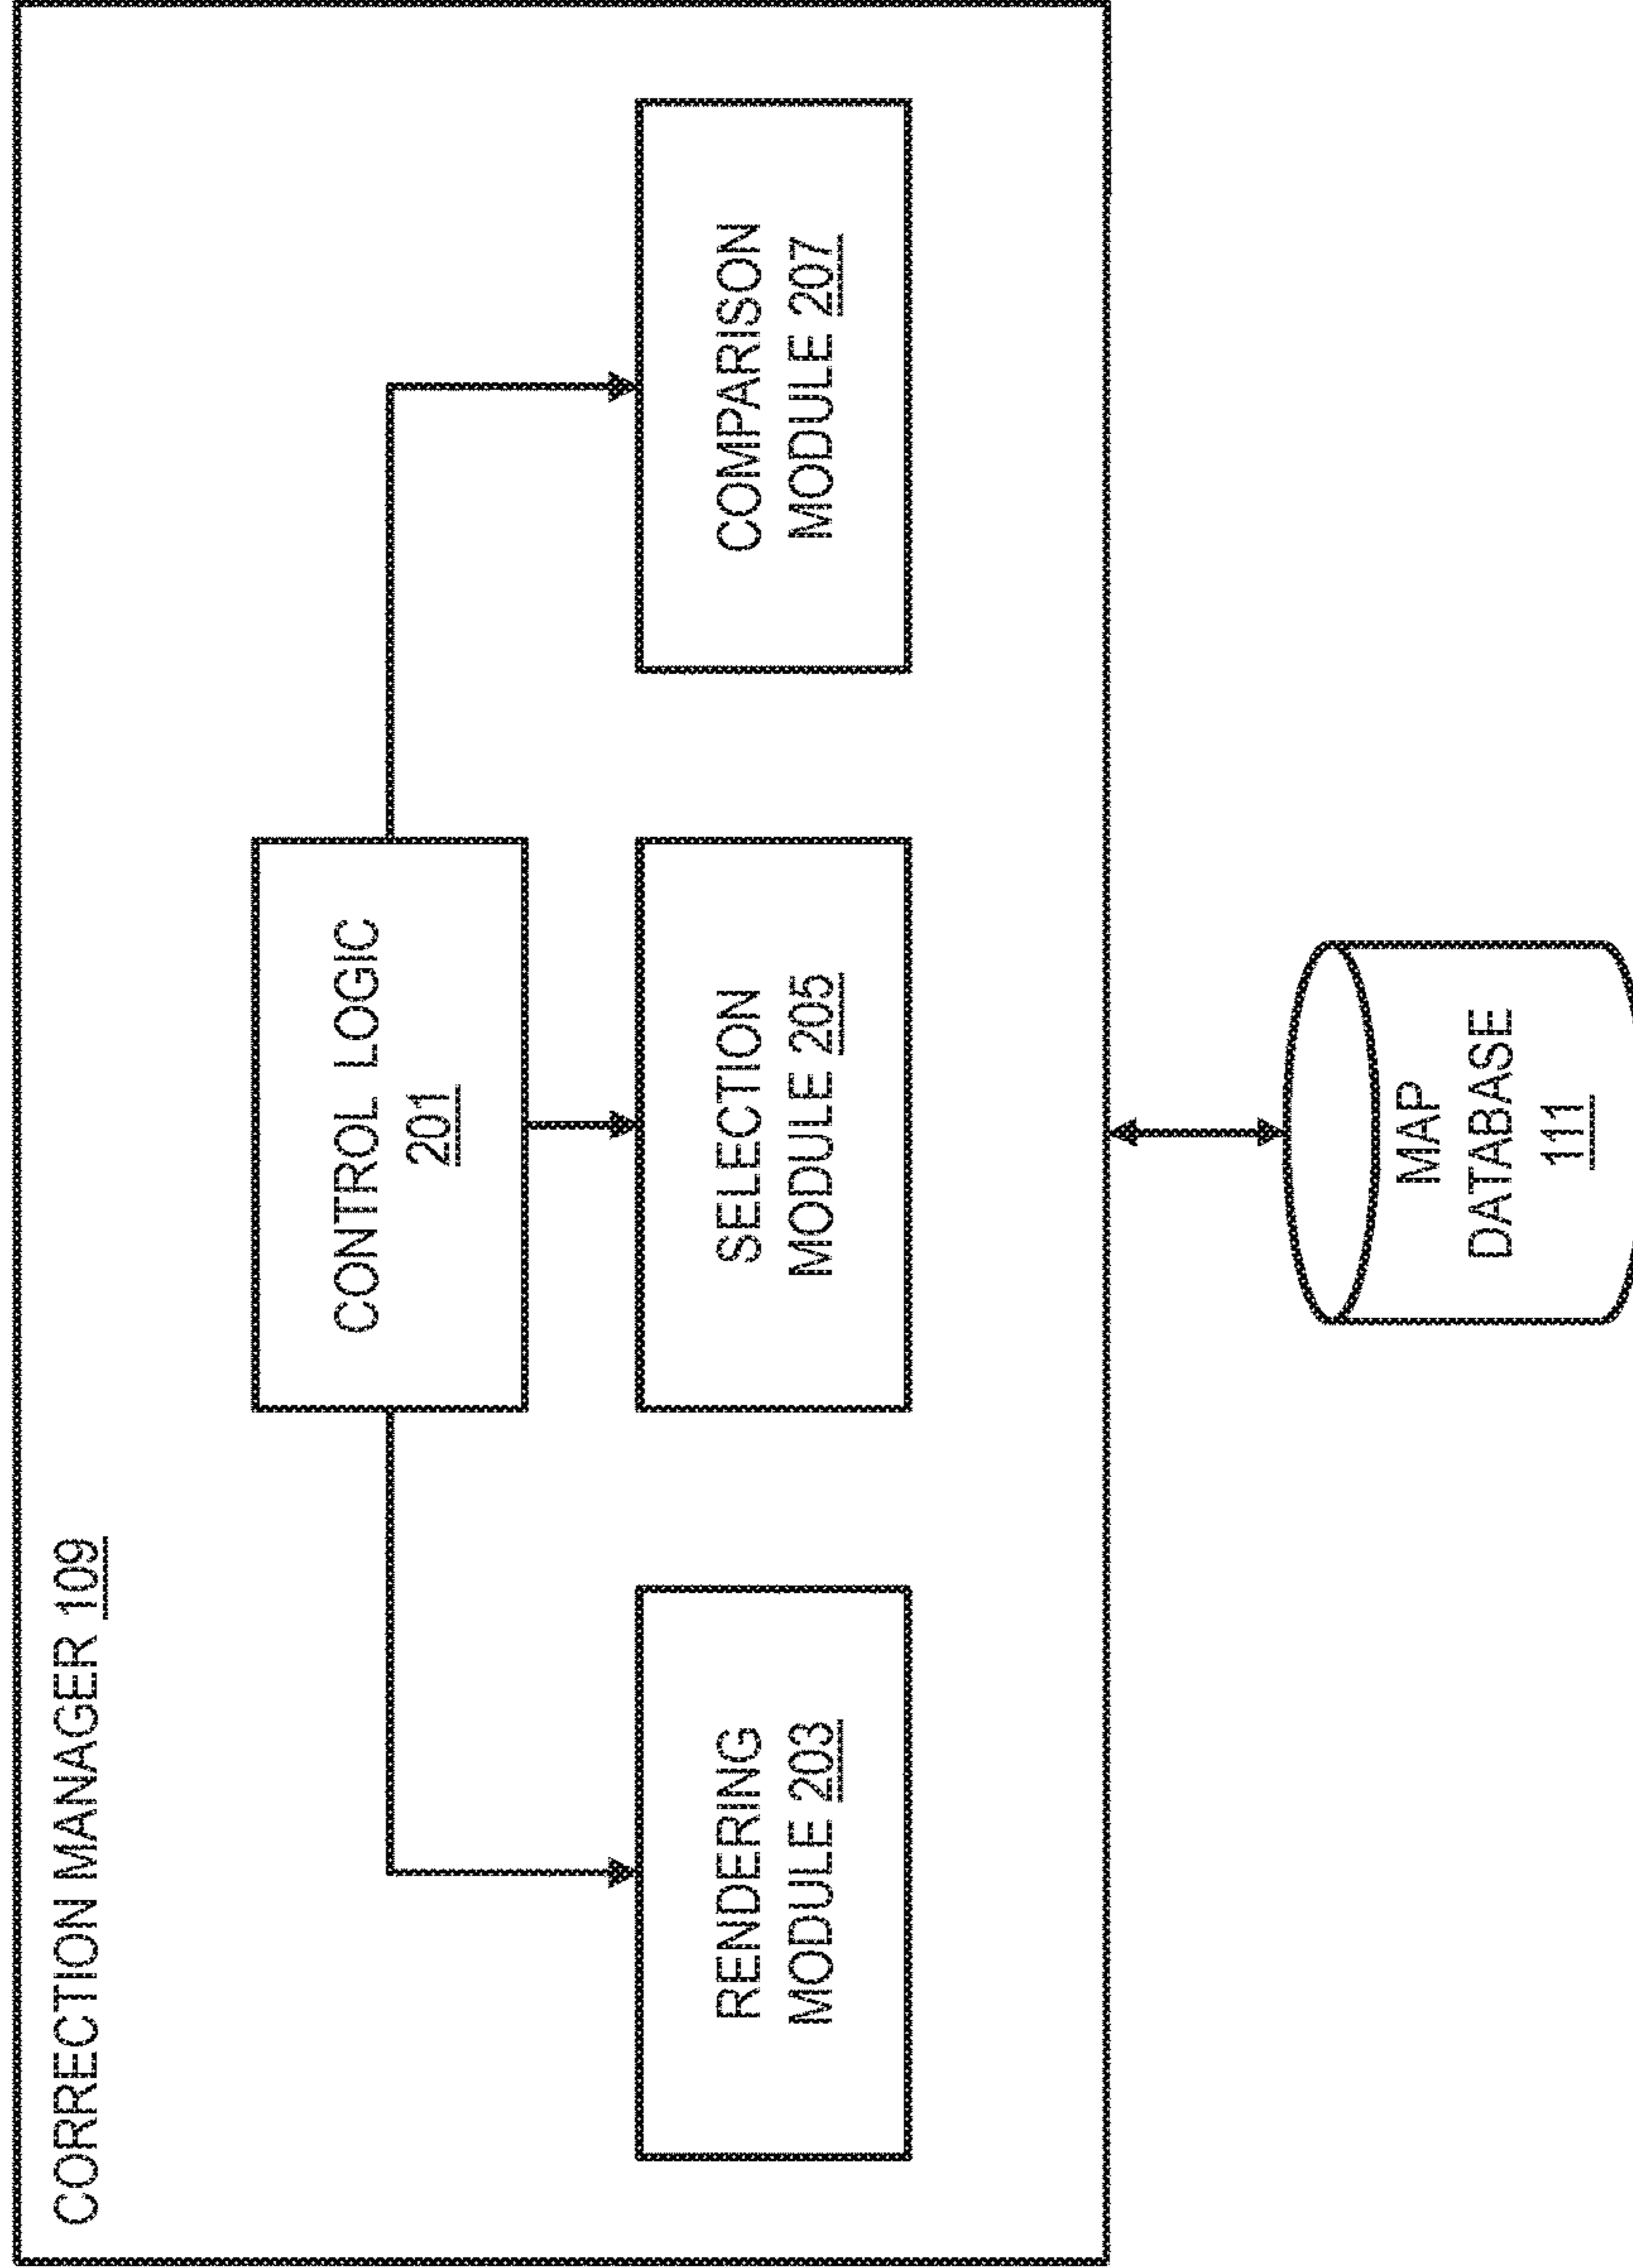 CORRECTION MANAGER 109
CONTROL LOGIC
201
RENDERING
MODULE 203
SELECTION
MODULE 205
COMPARISON
MODULE 207
MAP
DATABASE
111